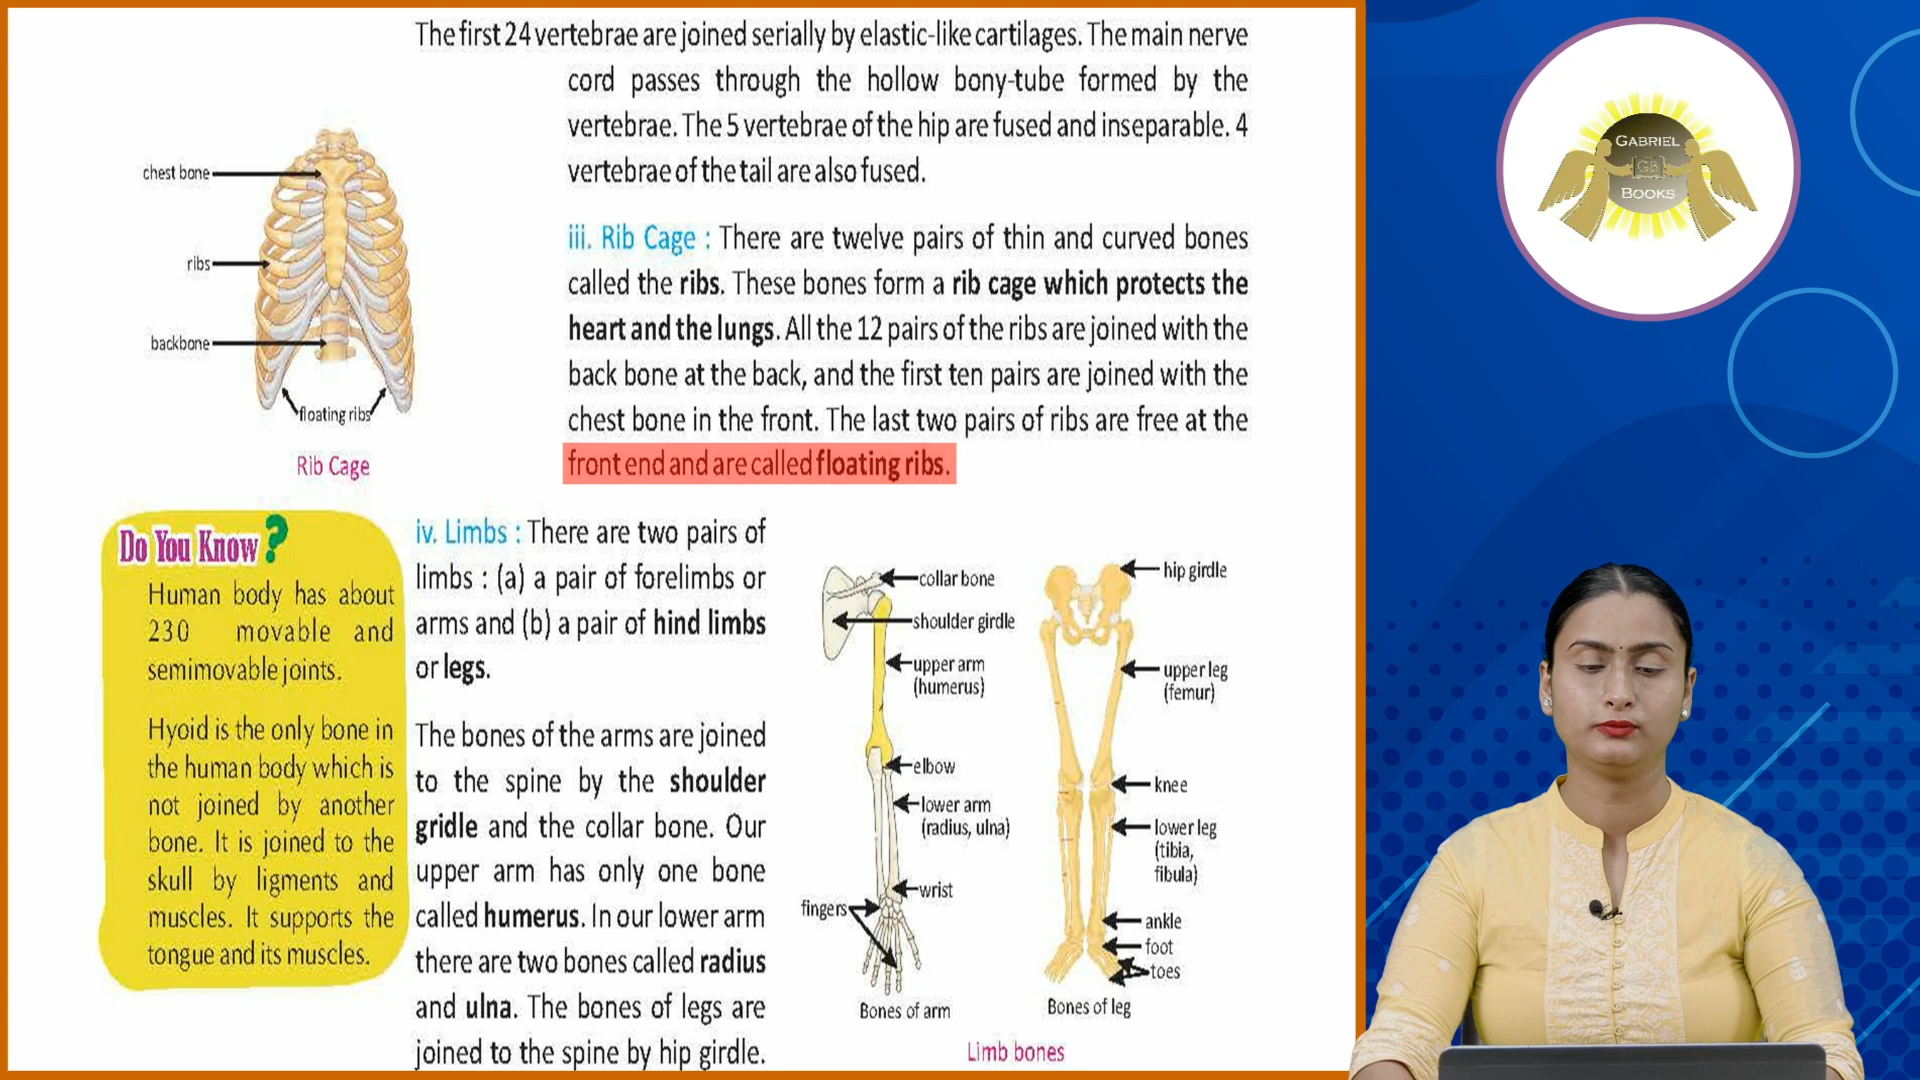 The first 24 vertebrae are joined serially by elastic-like cartilages. The main nerve
cord passes through the hollow bony-tube formed by the
vertebrae. The 5 vertebrae of the hip are fused and inseparable. 4
vertebrae of the tail are also fused.
chest bone
ribs
backbone
floating ribs
Rib Cage
iii. Rib Cage : There are twelve pairs of thin and curved bones
called the ribs. These bones form a rib cage which protects the
heart and the lungs. All the 12 pairs of the ribs are joined with the
back bone at the back, and the first ten pairs are joined with the
chest bone in the front. The last two pairs of ribs are free at the
front end and are called floating ribs.
Do You Know ?
Human body has about
230 movable and
semimovable joints.
Hyoid is the only bone in
the human body which is
not joined by another
bone. It is joined to the
skull by ligments and
muscles. It supports the
tongue and its muscles.
iv. Limbs : There are two pairs of
limbs : (a) a pair of forelimbs or
arms and (b) a pair of hind limbs
or legs.
The bones of the arms are joined
to the spine by the shoulder
gridle and the collar bone. Our
upper arm has only one bone
called humerus. In our lower arm
there are two bones called radius
and ulna. The bones of legs are
joined to the spine by hip girdle.
collar bone
shoulder girdle
upper arm
(humerus)
elbow
lower arm
(radius, ulna)
wrist
fingers
Bones of arm
hip girdle
upper leg
(femur)
knee
lower leg
(tibia,
fibula)
ankle
foot
toes
Bones of leg
Limb bones
GABRIEL
GB
BOOKS